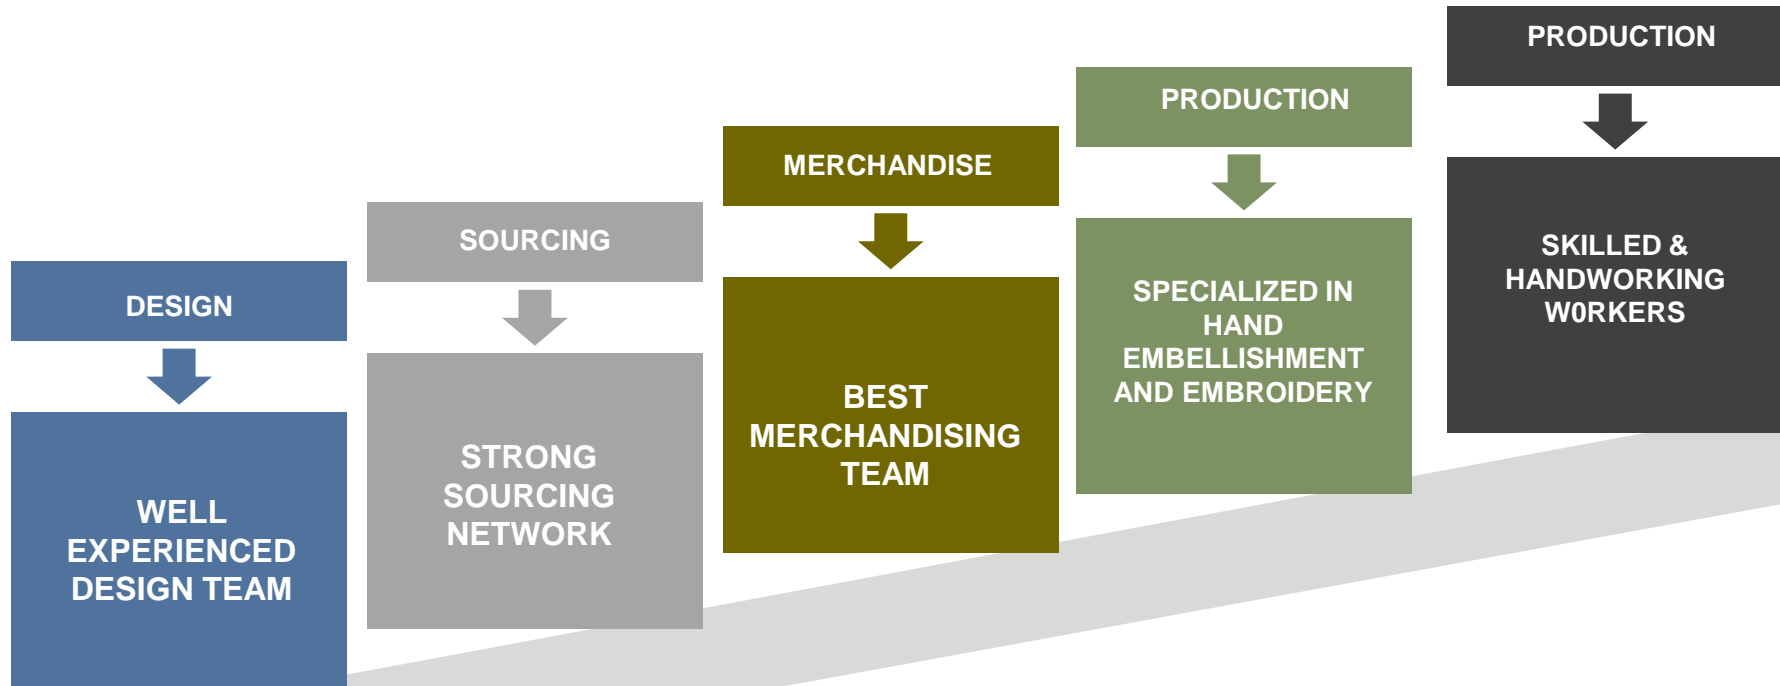 DESIGN
WELL
EXPERIENCED
DESIGN TEAM
SOURCING
STRONG
SOURCING
NETWORK
MERCHANDISE
BEST
MERCHANDISING
TEAM
PRODUCTION
SPECIALIZED IN
HAND
EMBELLISHMENT
AND EMBROIDERY
PRODUCTION
SKILLED &
HANDWORKING
W0RKERS